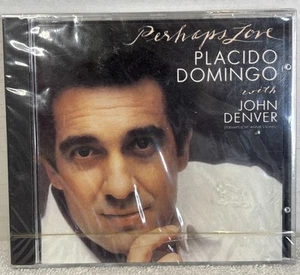 Perhaps Love
PLACIDO
DOMINGO
with
JOHN
DENVER